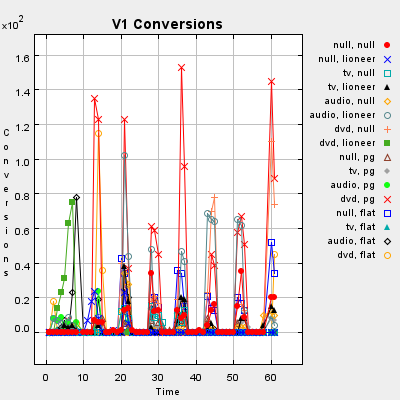 V1 Conversions
x10²
1.6
1.4
1.2
1.0
0.8
0.6
0.4
0.2
0.0
Conversions
0 10 20 30 40 50 60
Time
null, null
null, lioneer
tv, null
tv, lioneer
audio, null
audio, lioneer
dvd, null
dvd, lioneer
null, pg
tv, pg
audio, pg
dvd, pg
null, flat
tv, flat
audio, flat
dvd, flat